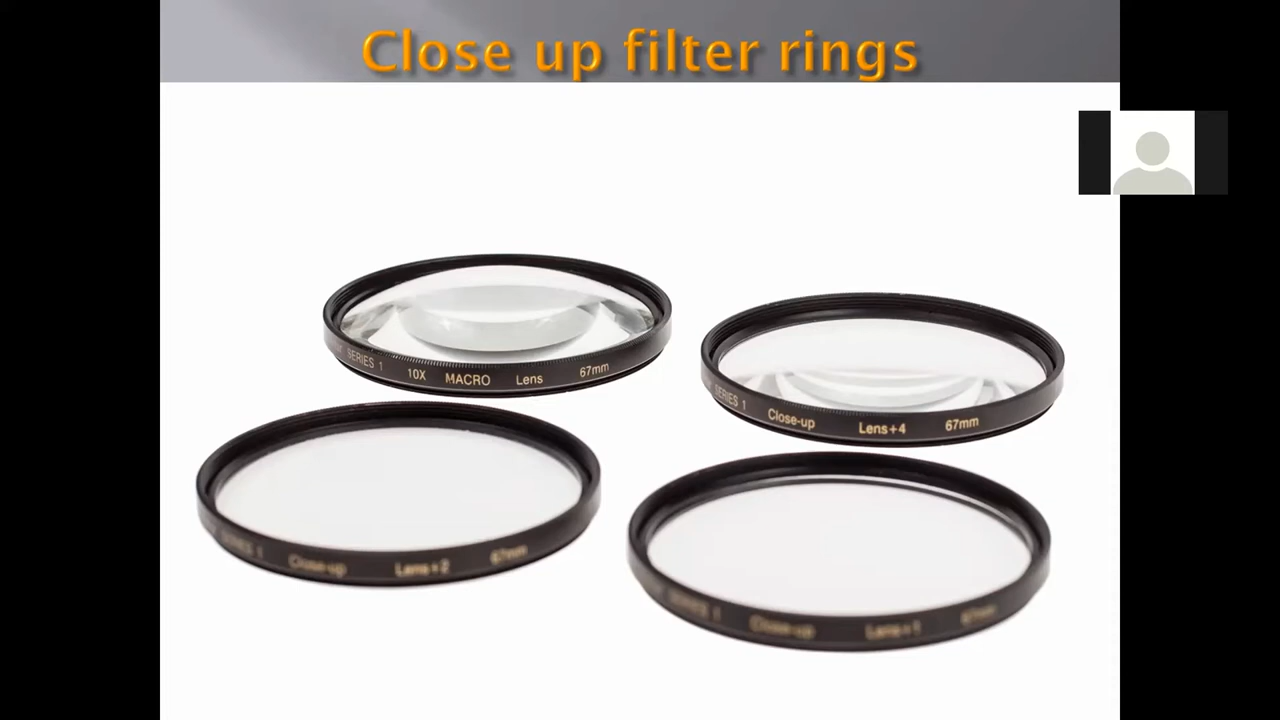 Close up filter rings
SERIES 1 10X MACRO Lens 67mm
SERIES 1 Close-up Lens+4 67mm
SERIES 1 Close-up Lens+2 67mm
SERIES 1 Close-up Lens+1 67mm